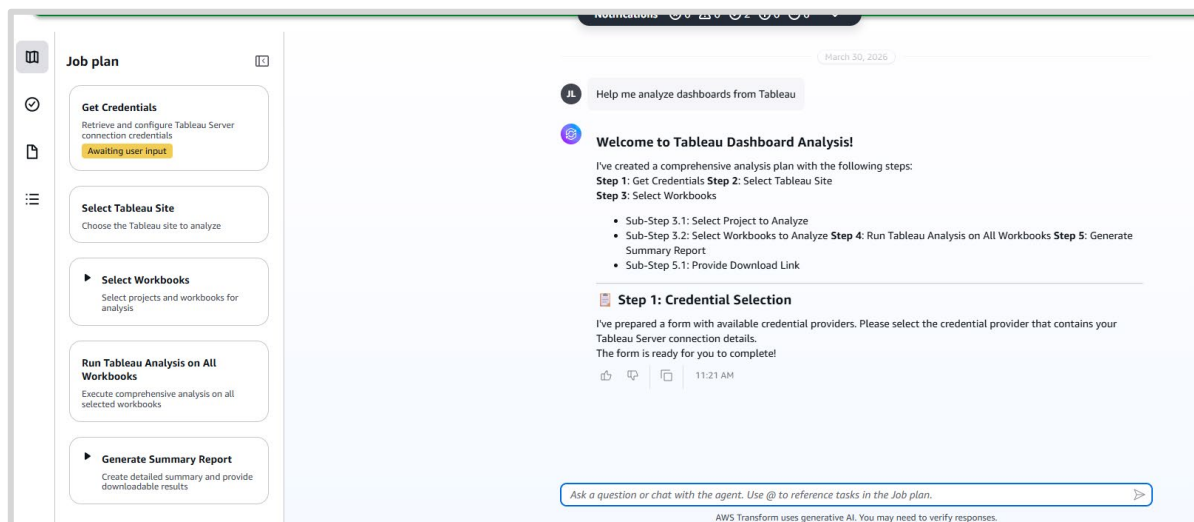 Notifications
Job plan
Get Credentials
Retrieve and configure Tableau Server
connection credentials
Awaiting user input
Select Tableau Site
Choose the Tableau site to analyze
Select Workbooks
Select projects and workbooks for
analysis
Run Tableau Analysis on All
Workbooks
Execute comprehensive analysis on all
selected workbooks
Generate Summary Report
Create detailed summary and provide
downloadable results
March 30, 2026
JL
Help me analyze dashboards from Tableau
Welcome to Tableau Dashboard Analysis!
I've created a comprehensive analysis plan with the following steps:
Step 1: Get Credentials Step 2: Select Tableau Site
Step 3: Select Workbooks
• Sub-Step 3.1: Select Project to Analyze
• Sub-Step 3.2: Select Workbooks to Analyze Step 4: Run Tableau Analysis on All Workbooks Step 5: Generate
Summary Report
• Sub-Step 5.1: Provide Download Link
Step 1: Credential Selection
I've prepared a form with available credential providers. Please select the credential provider that contains your
Tableau Server connection details.
The form is ready for you to complete!
11:21 AM
Ask a question or chat with the agent. Use @ to reference tasks in the Job plan.
AWS Transform uses generative AI. You may need to verify responses.